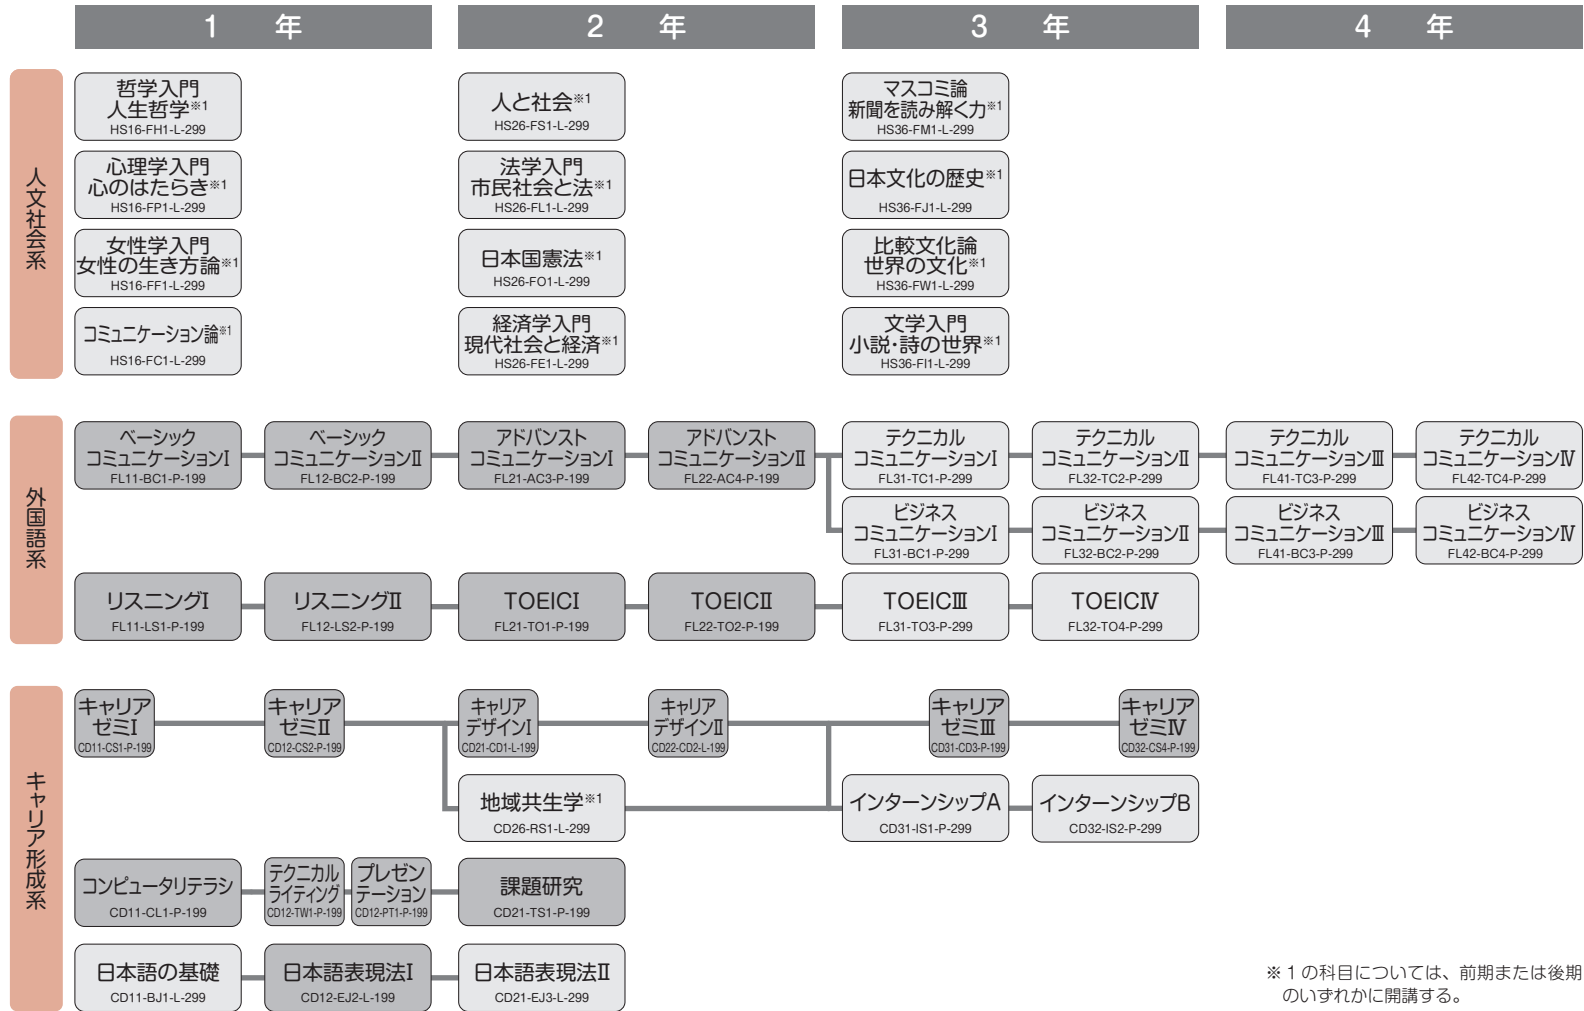 1 年
2 年
3 年
4 年
人文社会系
哲学入門
人生哲学※1
HS16-FH1-L-299
人と社会※1
HS26-FS1-L-299
マスコミ論
新聞を読み解く力※1
HS36-FM1-L-299
心理学入門
心のはたらき※1
HS16-FP1-L-299
法学入門
市民社会と法※1
HS26-FL1-L-299
日本文化の歴史※1
HS36-FJ1-L-299
女性学入門
女性の生き方論※1
HS16-FF1-L-299
日本国憲法※1
HS26-FO1-L-299
比較文化論
世界の文化※1
HS36-FW1-L-299
コミュニケーション論※1
HS16-FC1-L-299
経済学入門
現代社会と経済※1
HS26-FE1-L-299
文学入門
小説・詩の世界※1
HS36-FI1-L-299
外国語系
ベーシック
コミュニケーションⅠ
FL11-BC1-P-199
ベーシック
コミュニケーションⅡ
FL12-BC2-P-199
アドバンスト
コミュニケーションⅠ
FL21-AC3-P-199
アドバンスト
コミュニケーションⅡ
FL22-AC4-P-199
テクニカル
コミュニケーションⅠ
FL31-TC1-P-299
テクニカル
コミュニケーションⅡ
FL32-TC2-P-299
テクニカル
コミュニケーションⅢ
FL41-TC3-P-299
テクニカル
コミュニケーションⅣ
FL42-TC4-P-299
ビジネス
コミュニケーションⅠ
FL31-BC1-P-299
ビジネス
コミュニケーションⅡ
FL32-BC2-P-299
ビジネス
コミュニケーションⅢ
FL41-BC3-P-299
ビジネス
コミュニケーションⅣ
FL42-BC4-P-299
リスニングⅠ
FL11-LS1-P-199
リスニングⅡ
FL12-LS2-P-199
TOEICⅠ
FL21-TO1-P-199
TOEICⅡ
FL22-TO2-P-199
TOEICⅢ
FL31-TO3-P-299
TOEICⅣ
FL32-TO4-P-299
キャリア形成系
キャリア
ゼミⅠ
CD11-CS1-P-199
キャリア
ゼミⅡ
CD12-CS2-P-199
キャリア
デザインⅠ
CD21-CD1-L-199
キャリア
デザインⅡ
CD22-CD2-L-199
キャリア
ゼミⅢ
CD31-CD3-P-199
キャリア
ゼミⅣ
CD32-CS4-P-199
地域共生学※1
CD26-RS1-L-299
インターンシップA
CD31-IS1-P-299
インターンシップB
CD32-IS2-P-299
コンピュータリテラシ
CD11-CL1-P-199
テクニカル
ライティング
CD12-TW1-P-199
プレゼン
テーション
CD12-PT1-P-199
課題研究
CD21-TS1-P-199
日本語の基礎
CD11-BJ1-L-299
日本語表現法Ⅰ
CD12-EJ2-L-199
日本語表現法Ⅱ
CD21-EJ3-L-299
※1の科目については、前期または後期
のいずれかに開講する。